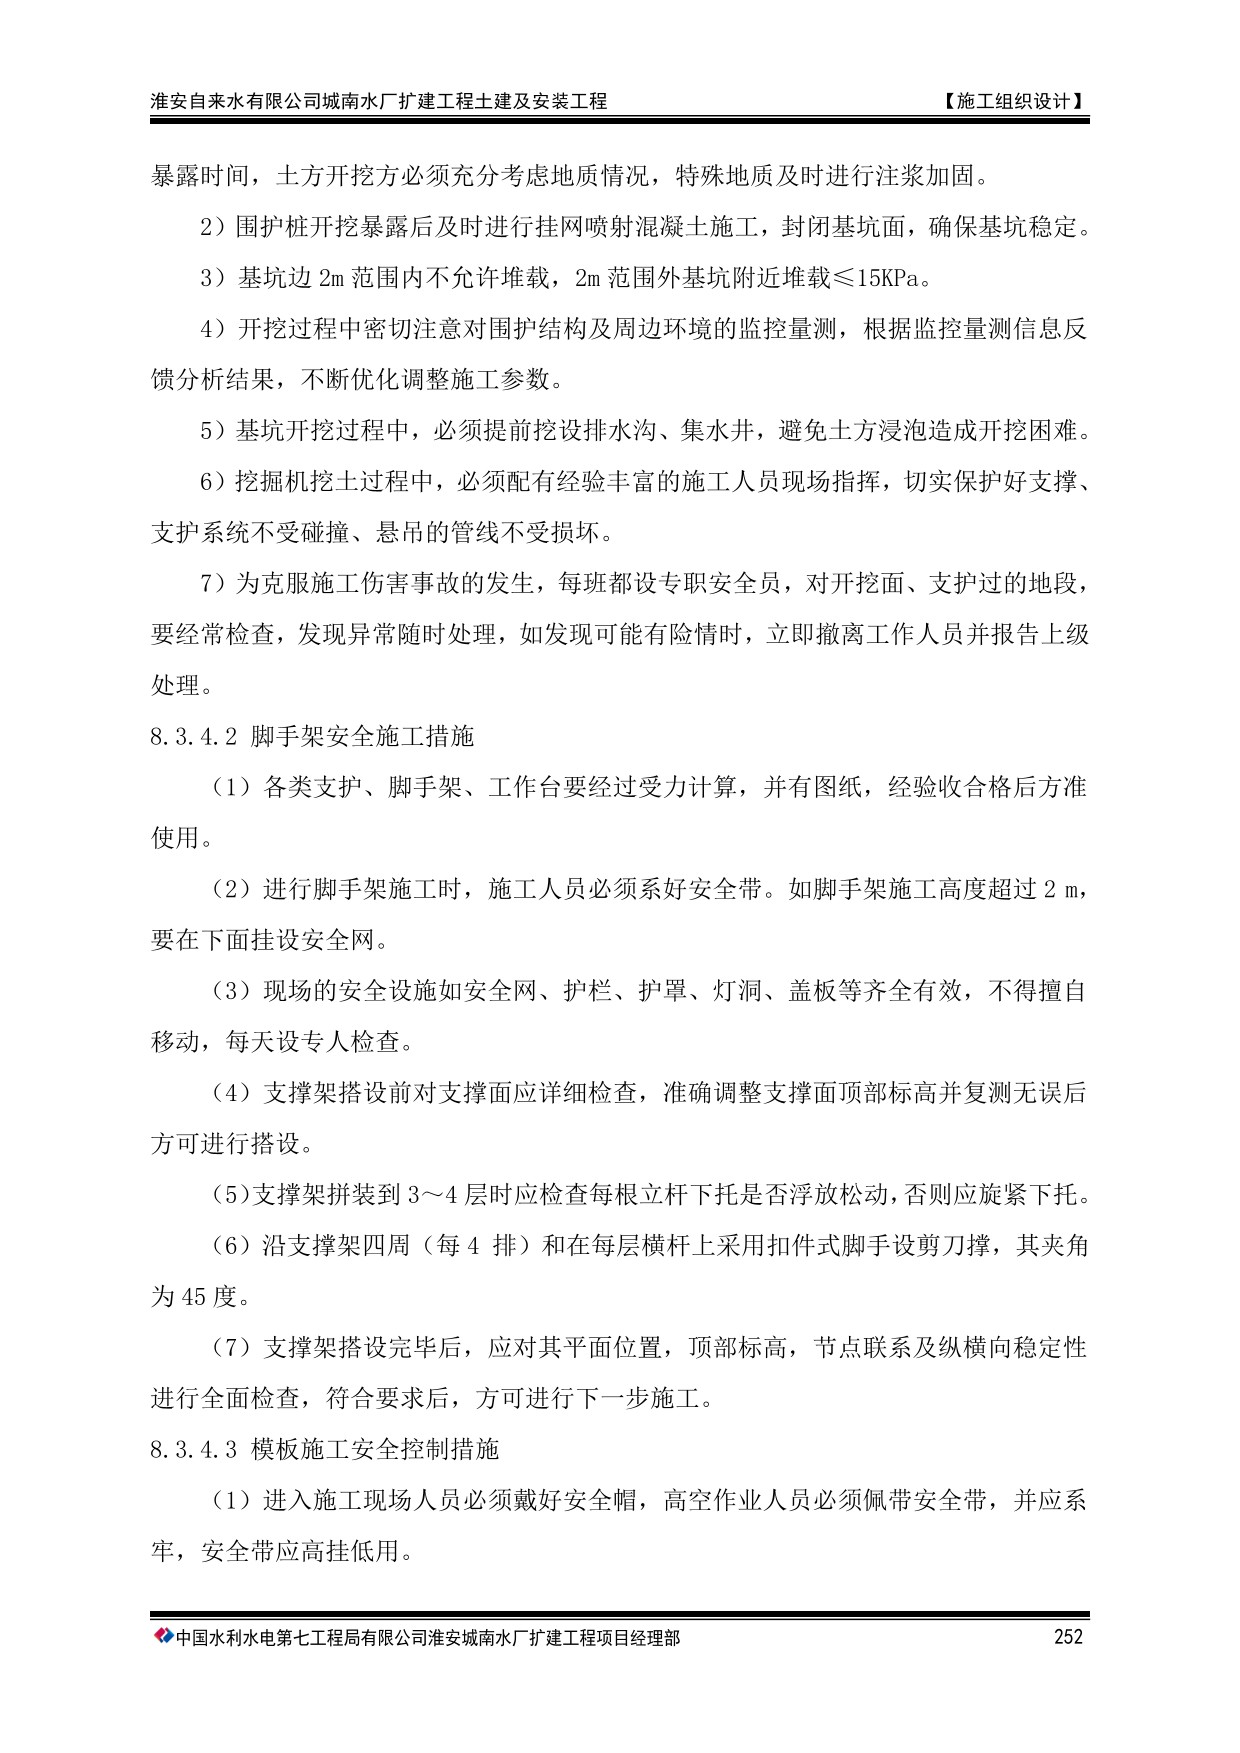 淮安自来水有限公司城南水厂扩建工程土建及安装工程 【施工组织设计】
暴露时间，土方开挖方必须充分考虑地质情况，特殊地质及时进行注浆加固。
2）围护桩开挖暴露后及时进行挂网喷射混凝土施工，封闭基坑面，确保基坑稳定。
3）基坑边 2m 范围内不允许堆载，2m 范围外基坑附近堆载≤15KPa。
4）开挖过程中密切注意对围护结构及周边环境的监控量测，根据监控量测信息反
馈分析结果，不断优化调整施工参数。
5）基坑开挖过程中，必须提前挖设排水沟、集水井，避免土方浸泡造成开挖困难。
6）挖掘机挖土过程中，必须配有经验丰富的施工人员现场指挥，切实保护好支撑、
支护系统不受碰撞、悬吊的管线不受损坏。
7）为克服施工伤害事故的发生，每班都设专职安全员，对开挖面、支护过的地段，
要经常检查，发现异常随时处理，如发现可能有险情时，立即撤离工作人员并报告上级
处理。
8.3.4.2 脚手架安全施工措施
（1）各类支护、脚手架、工作台要经过受力计算，并有图纸，经验收合格后方准
使用。
（2）进行脚手架施工时，施工人员必须系好安全带。如脚手架施工高度超过 2 m，
要在下面挂设安全网。
（3）现场的安全设施如安全网、护栏、护罩、灯洞、盖板等齐全有效，不得擅自
移动，每天设专人检查。
（4）支撑架搭设前对支撑面应详细检查，准确调整支撑面顶部标高并复测无误后
方可进行搭设。
（5）支撑架拼装到 3～4 层时应检查每根立杆下托是否浮放松动，否则应旋紧下托。
（6）沿支撑架四周（每 4 排）和在每层横杆上采用扣件式脚手设剪刀撑，其夹角
为 45 度。
（7）支撑架搭设完毕后，应对其平面位置，顶部标高，节点联系及纵横向稳定性
进行全面检查，符合要求后，方可进行下一步施工。
8.3.4.3 模板施工安全控制措施
（1）进入施工现场人员必须戴好安全帽，高空作业人员必须佩带安全带，并应系
牢，安全带应高挂低用。
中国水利水电第七工程局有限公司淮安城南水厂扩建工程项目经理部 252